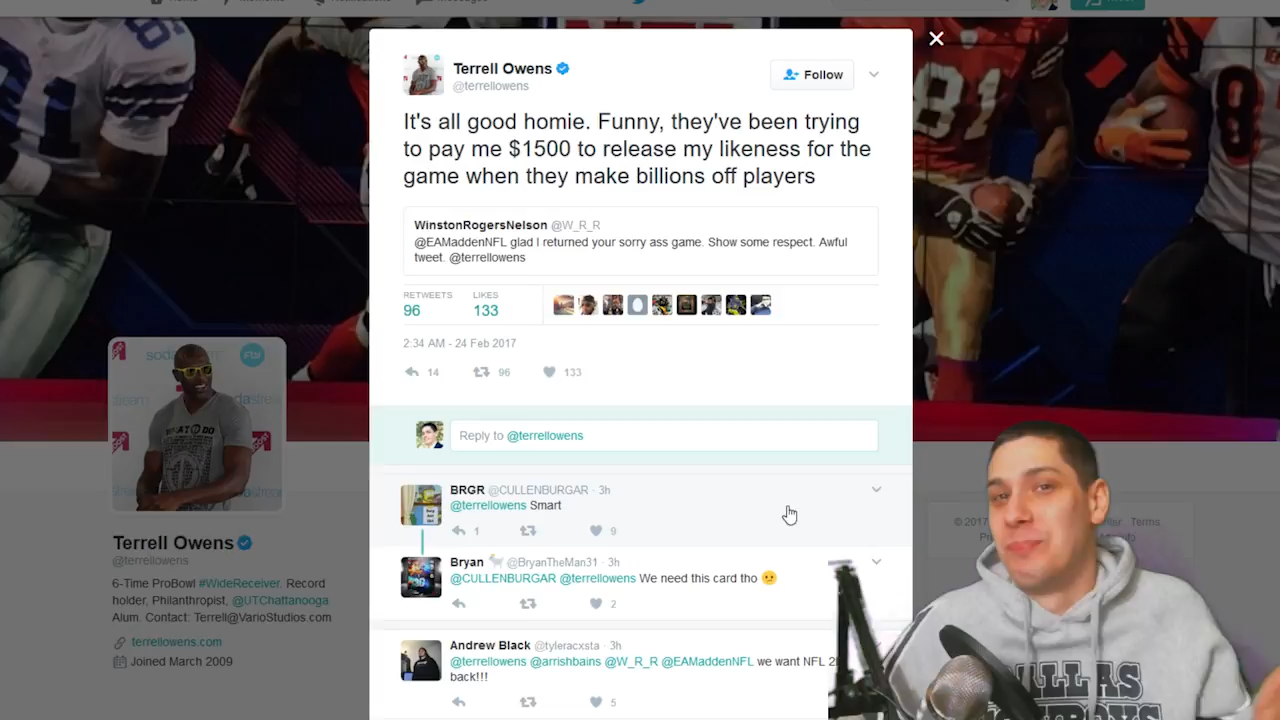 Terrell Owens
@terrellowens
Follow
It's all good homie. Funny, they've been trying
to pay me $1500 to release my likeness for the
game when they make billions off players
WinstonRogersNelson @W_R_R
@EAMaddenNFL glad I returned your sorry ass game. Show some respect. Awful
tweet. @terrellowens
RETWEETS LIKES
96 133
2:34 AM - 24 Feb 2017
14 96 133
Reply to @terrellowens
BRGR @CULLENBURGAR · 3h
@terrellowens Smart
1 9
Bryan @BryanTheMan31 · 3h
@CULLENBURGAR @terrellowens We need this card tho
2
Andrew Black @tyleracxsta · 3h
@terrellowens @arrishbains @W_R_R @EAMaddenNFL we want NFL
back!!!
5
Terrell Owens
@terrellowens
6-Time ProBowl #WideReceiver. Record
holder, Philanthropist, @UTChattanooga
Alum. Contact: Terrell@VarioStudios.com
terrellowens.com
Joined March 2009
© 2017
Terms
81